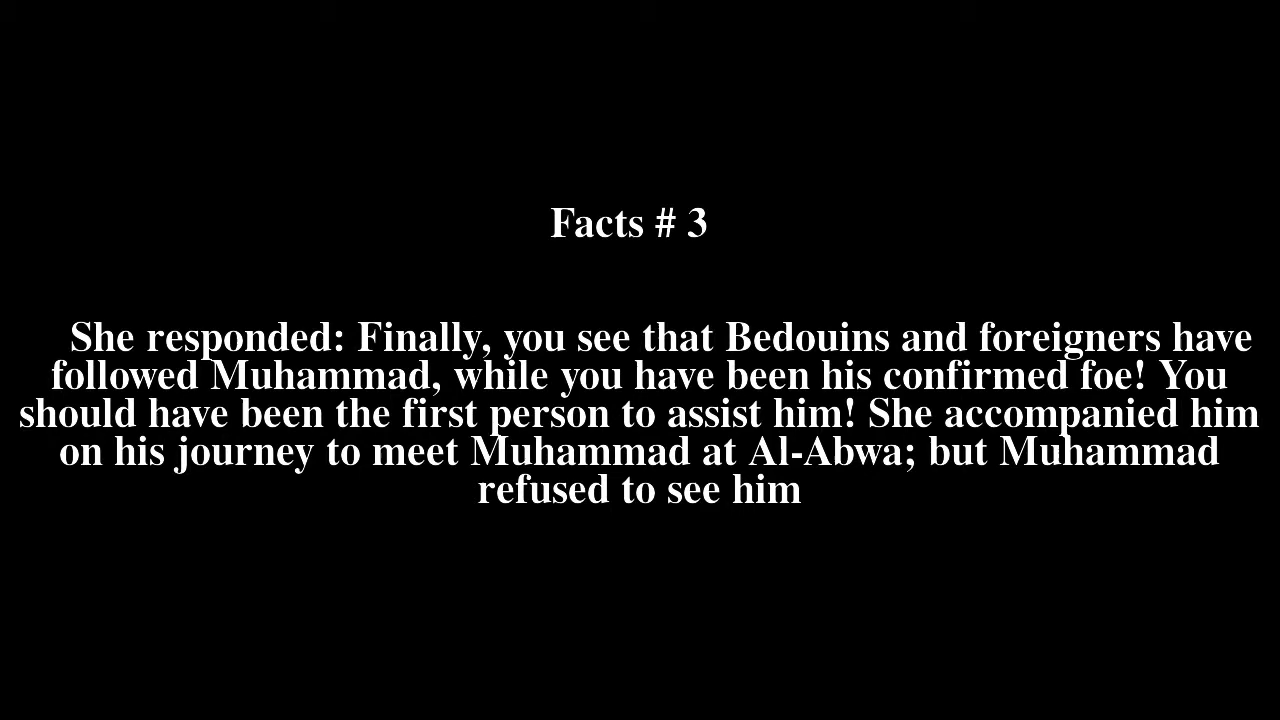 Facts # 3
She responded: Finally, you see that Bedouins and foreigners have
followed Muhammad, while you have been his confirmed foe! You
should have been the first person to assist him! She accompanied him
on his journey to meet Muhammad at Al-Abwa; but Muhammad
refused to see him